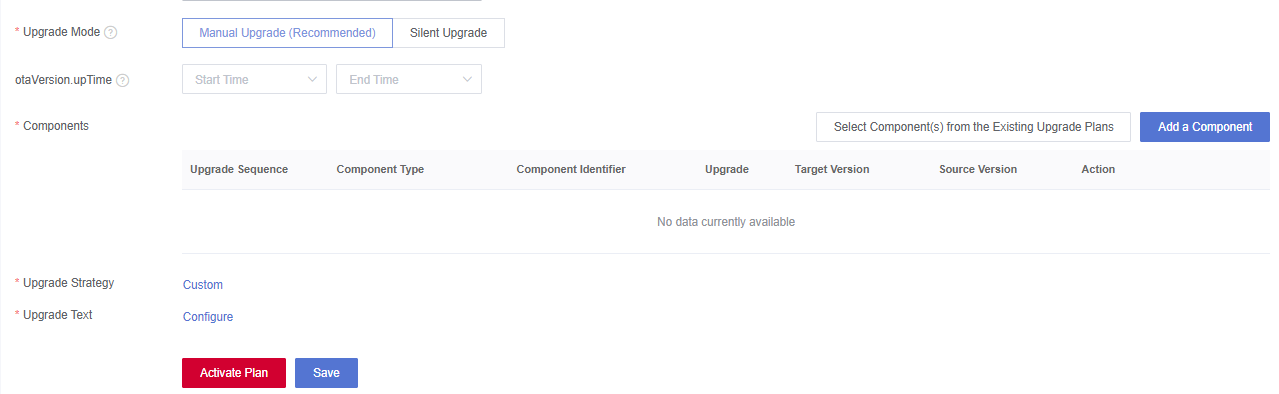 * Upgrade Mode ?
Manual Upgrade (Recommended) Silent Upgrade
otaVersion.upTime ?
Start Time End Time
* Components
Select Component(s) from the Existing Upgrade Plans Add a Component
Upgrade Sequence Component Type Component Identifier Upgrade Target Version Source Version Action
No data currently available
* Upgrade Strategy
Custom
* Upgrade Text
Configure
Activate Plan Save